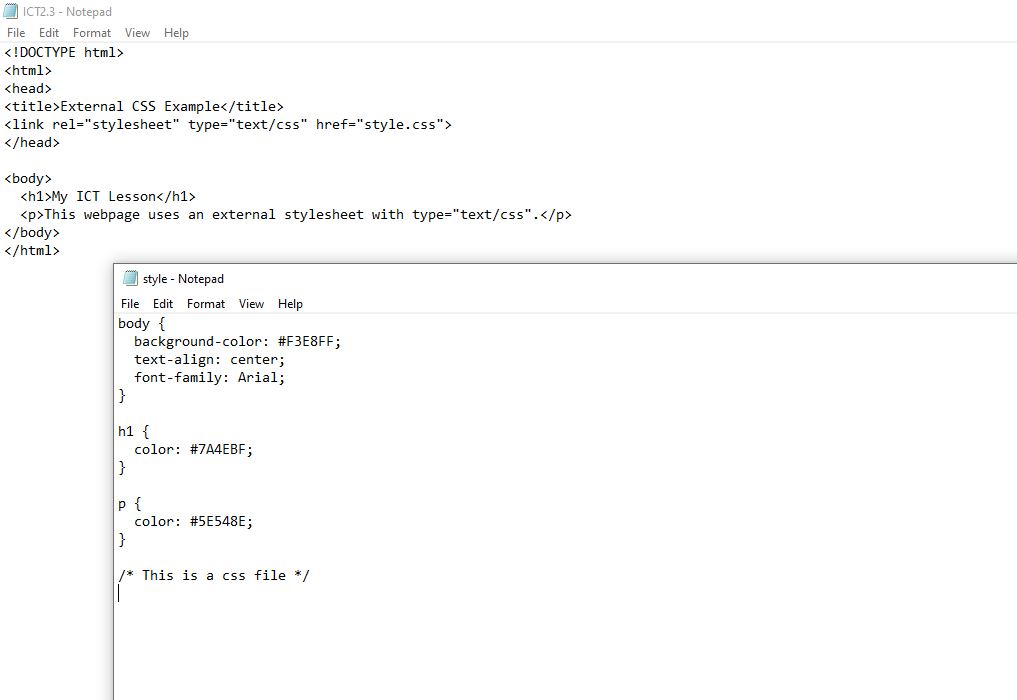 ICT2.3 - Notepad
File Edit Format View Help
<!DOCTYPE html>
<html>
<head>
<title>External CSS Example</title>
<link rel="stylesheet" type="text/css" href="style.css">
</head>

<body>
  <h1>My ICT Lesson</h1>
  <p>This webpage uses an external stylesheet with type="text/css".</p>
</body>
</html>
style - Notepad
File Edit Format View Help
body {
  background-color: #F3E8FF;
  text-align: center;
  font-family: Arial;
}

h1 {
  color: #7A4EBF;
}

p {
  color: #5E548E;
}

/* This is a css file */